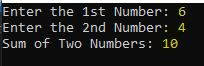 Enter the 1st Number: 6
Enter the 2nd Number: 4
Sum of Two Numbers: 10